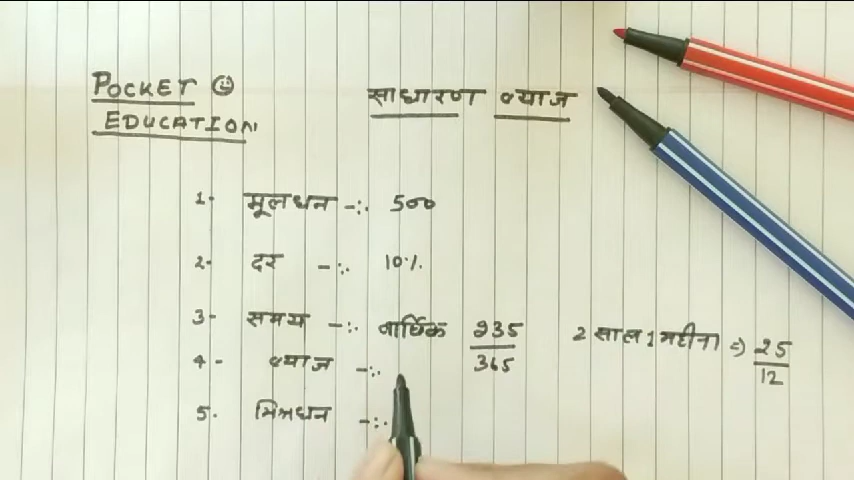 POCKET
EDUCATION
साधारण ब्याज
1. मूलधन -:. 500
2. दर -:. 10%.
3. समय -:. वार्षिक 235/365 2 साल 1 महीना => 25/12
4 - ब्याज -:.
5. मिश्रधन -:.